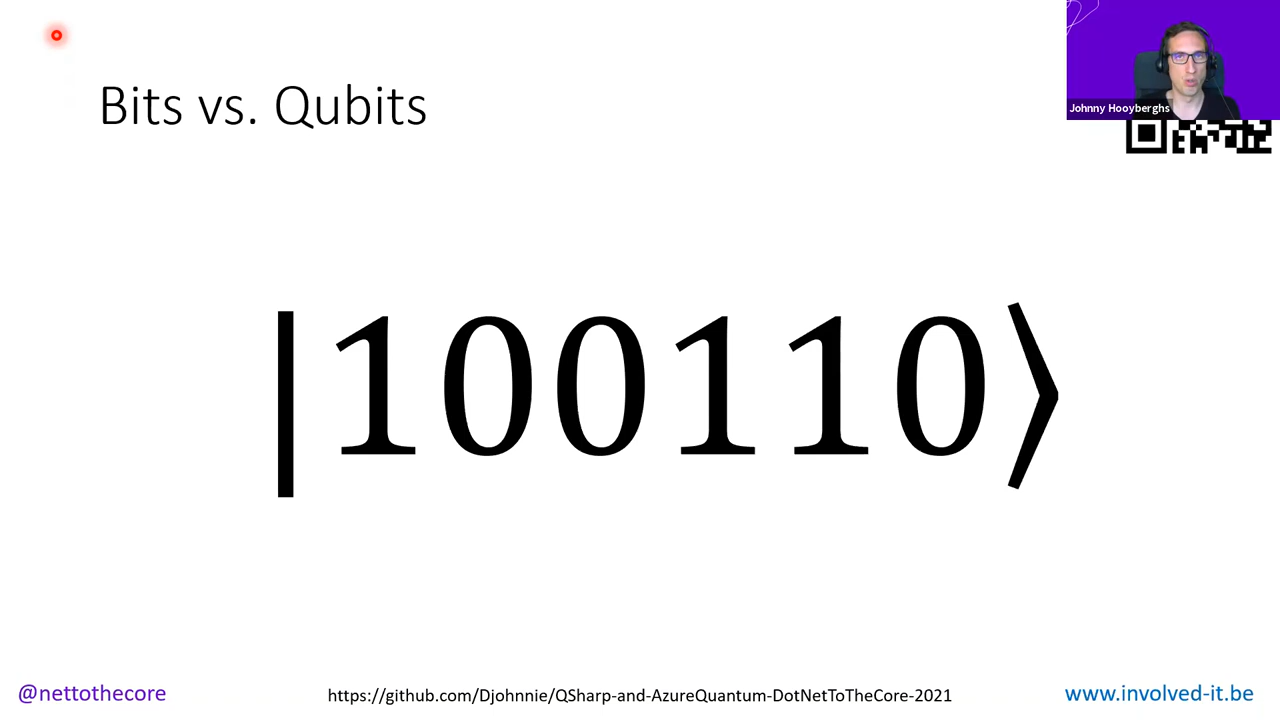 Johnny Hooyberghs
Bits vs. Qubits
|100110⟩
@nettothecore
https://github.com/Djohnnie/QSharp-and-AzureQuantum-DotNetToTheCore-2021
www.involved-it.be